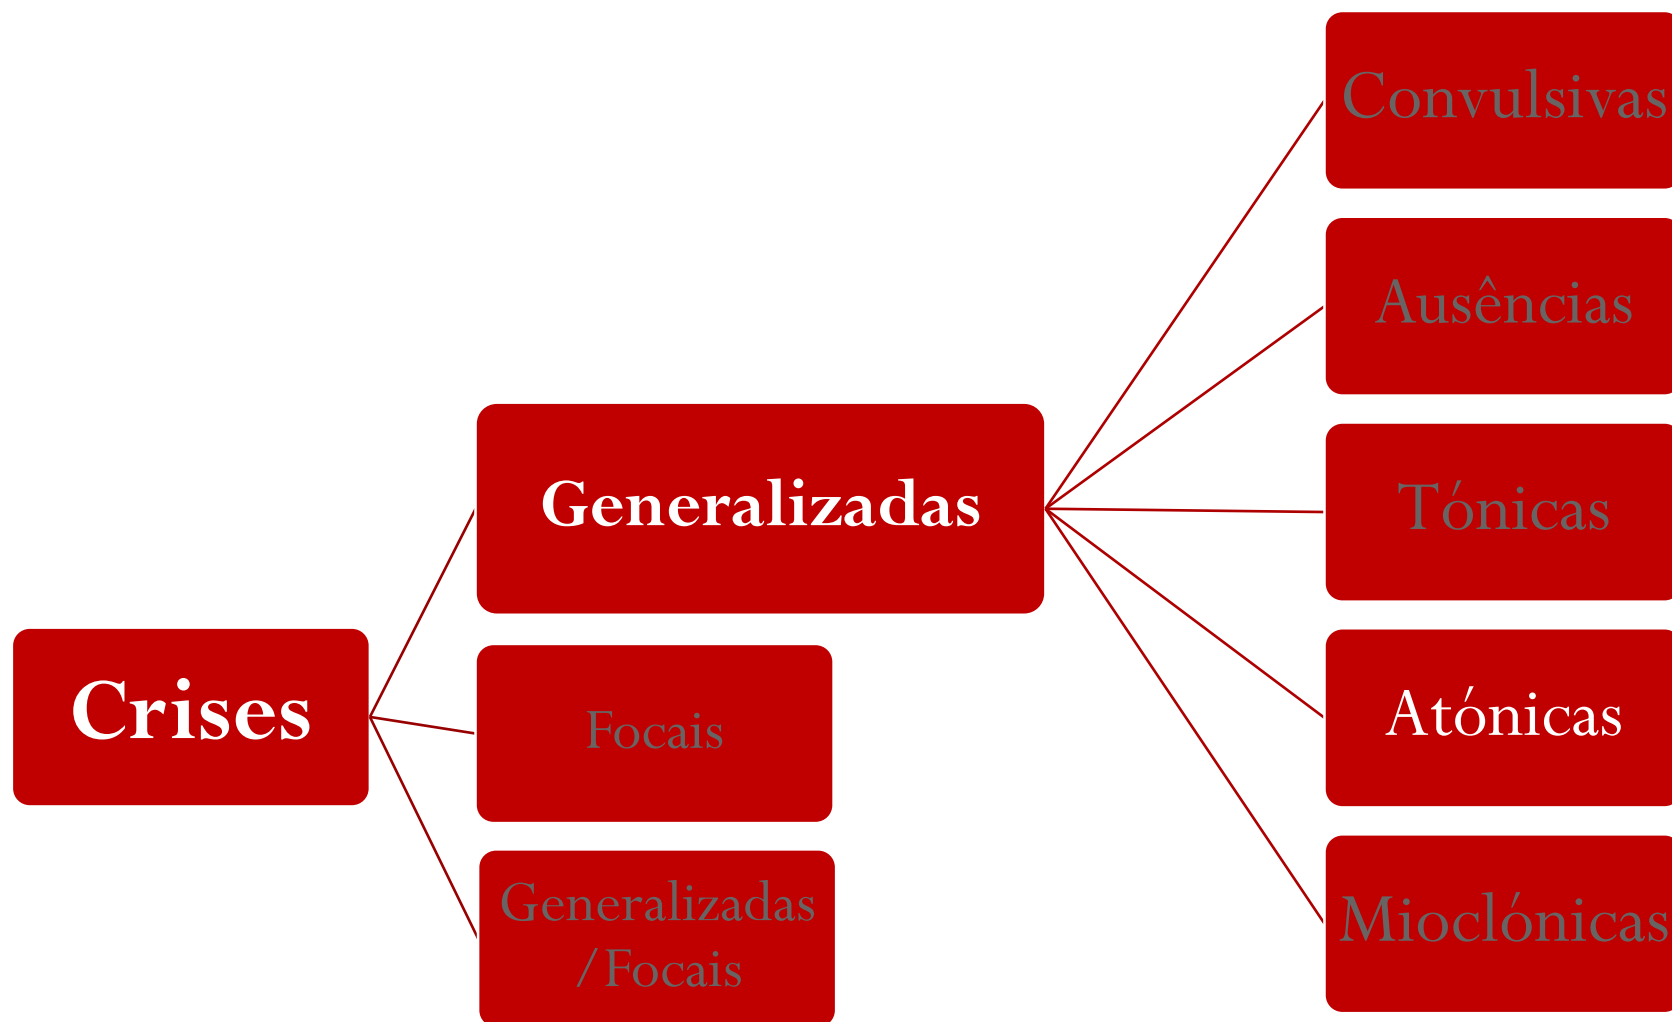 Convulsivas
Ausências
Generalizadas
Tónicas
Crises
Focais
Atónicas
Generalizadas
/Focais
Mioclónicas